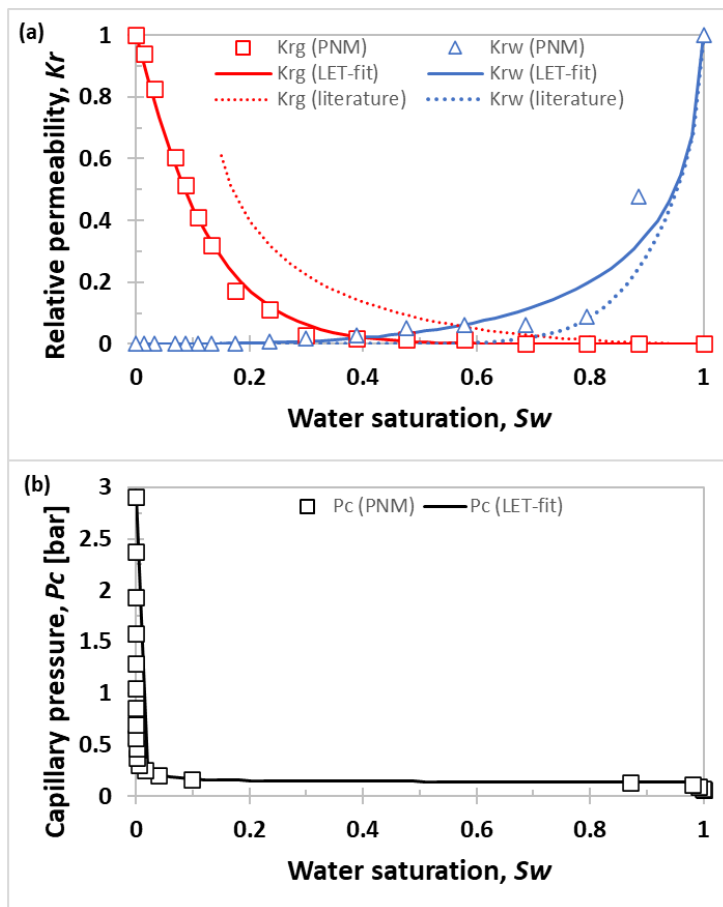 (a)
Krg (PNM) Krw (PNM)
Krg (LET-fit) Krw (LET-fit)
Krg (literature) Krw (literature)
Relative permeability, Kr
1
0.8
0.6
0.4
0.2
0
0 0.2 0.4 0.6 0.8 1
Water saturation, Sw
(b)
Pc (PNM) Pc (LET-fit)
Capillary pressure, Pc [bar]
3
2.5
2
1.5
1
0.5
0
0 0.2 0.4 0.6 0.8 1
Water saturation, Sw